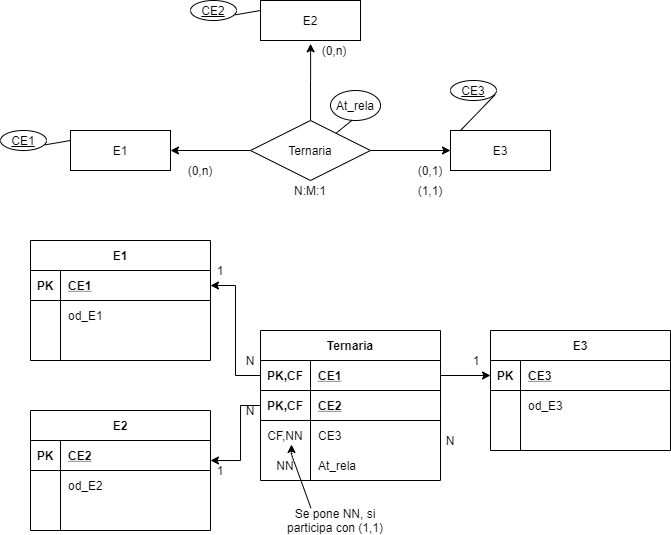 CE2
E2
(0,n)
At_rela
CE3
CE1
E1
Ternaria
E3
(0,n)
(0,1)
N:M:1
(1,1)
E1
PK CE1
od_E1
1
N
Ternaria
PK,CF CE1
PK,CF CE2
CF,NN CE3
NN At_rela
1
N
E3
PK CE3
od_E3
E2
PK CE2
od_E2
N
1
Se pone NN, si
participa con (1,1)